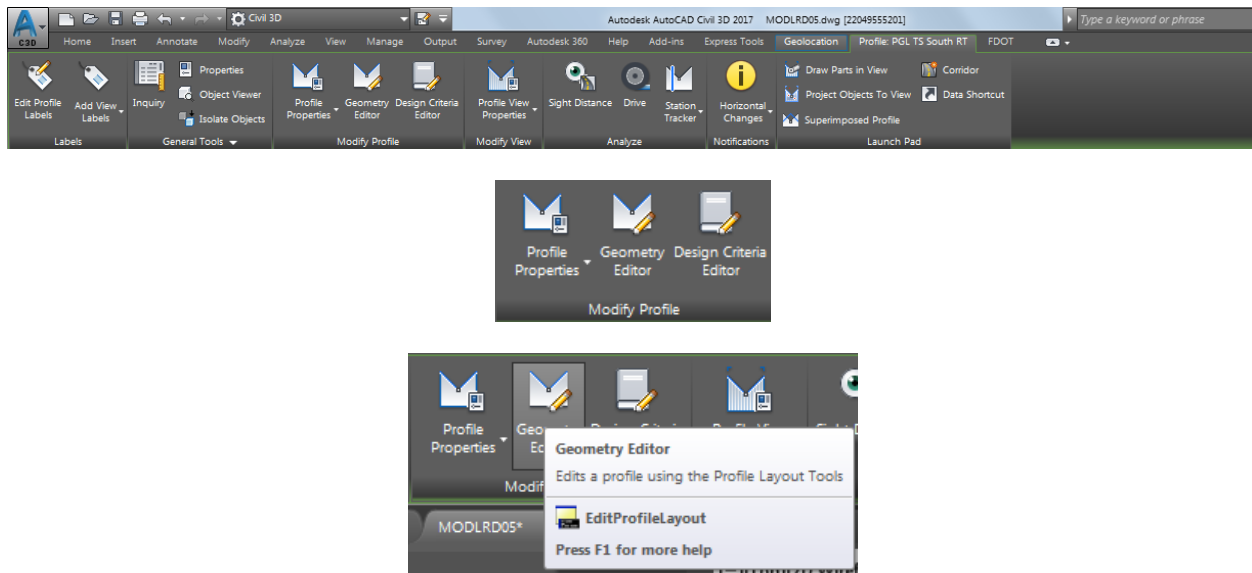 Civil 3D
Autodesk AutoCAD Civil 3D 2017 MODLRD05.dwg [22049555201]
Type a keyword or phrase
C3D
Home Insert Annotate Modify Analyze View Manage Output Survey Autodesk 360 Help Add-ins Express Tools Geolocation Profile: PGL TS South RT FDOT
Edit Profile Labels
Add View Labels
Inquiry
Properties
Object Viewer
Isolate Objects
Profile Properties
Geometry Editor
Design Criteria Editor
Profile View Properties
Sight Distance
Drive
Station Tracker
Horizontal Changes
Draw Parts in View
Project Objects To View
Superimposed Profile
Corridor
Data Shortcut
Labels General Tools Modify Profile Modify View Analyze Notifications Launch Pad
Profile Properties
Geometry Editor
Design Criteria Editor
Modify Profile
Profile Properties
Geometry Editor
Edits a profile using the Profile Layout Tools
EditProfileLayout
Press F1 for more help
MODLRD05*